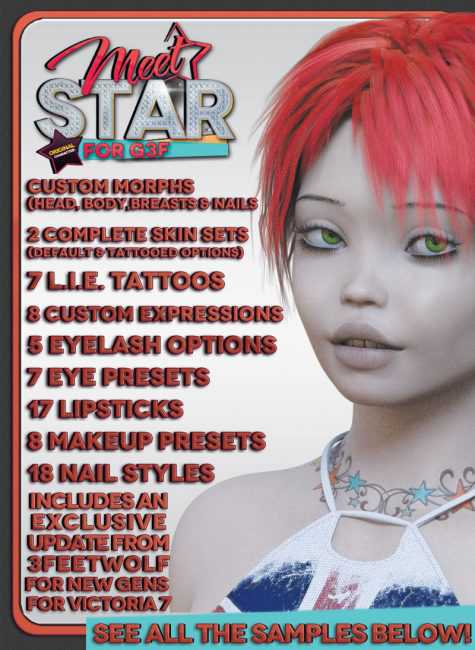 Meet
STAR
ORIGINAL
FOR G3F
CUSTOM MORPHS
(HEAD, BODY,BREASTS & NAILS
2 COMPLETE SKIN SETS
(DEFAULT & TATTOOED OPTIONS)
7 L.I.E. TATTOOS
8 CUSTOM EXPRESSIONS
5 EYELASH OPTIONS
7 EYE PRESETS
17 LIPSTICKS
8 MAKEUP PRESETS
18 NAIL STYLES
INCLUDES AN
EXCLUSIVE
UPDATE FROM
3FEETWOLF
FOR NEW GENS
FOR VICTORIA 7
SEE ALL THE SAMPLES BELOW!